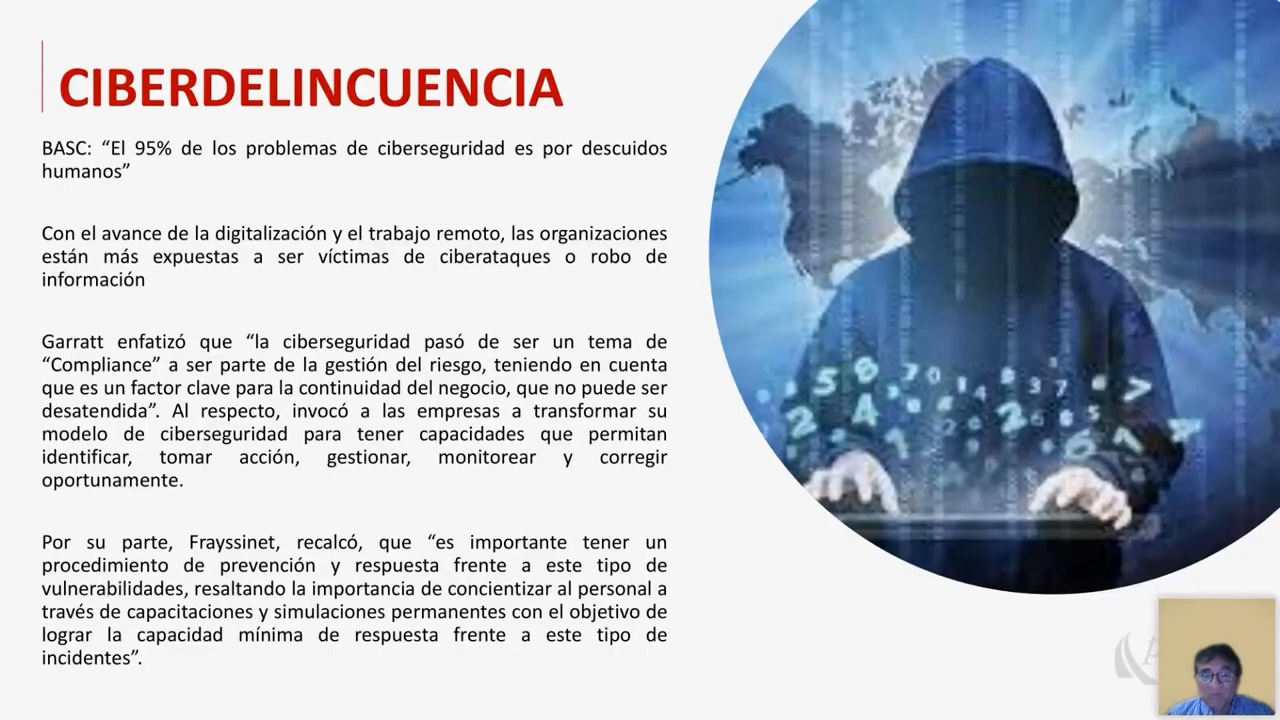 CIBERDELINCUENCIA
BASC: “El 95% de los problemas de ciberseguridad es por descuidos
humanos”
Con el avance de la digitalización y el trabajo remoto, las organizaciones
están más expuestas a ser víctimas de ciberataques o robo de
información
Garratt enfatizó que “la ciberseguridad pasó de ser un tema de
“Compliance” a ser parte de la gestión del riesgo, teniendo en cuenta
que es un factor clave para la continuidad del negocio, que no puede ser
desatendida”. Al respecto, invocó a las empresas a transformar su
modelo de ciberseguridad para tener capacidades que permitan
identificar, tomar acción, gestionar, monitorear y corregir
oportunamente.
Por su parte, Frayssinet, recalcó, que “es importante tener un
procedimiento de prevención y respuesta frente a este tipo de
vulnerabilidades, resaltando la importancia de concientizar al personal a
través de capacitaciones y simulaciones permanentes con el objetivo de
lograr la capacidad mínima de respuesta frente a este tipo de
incidentes”.